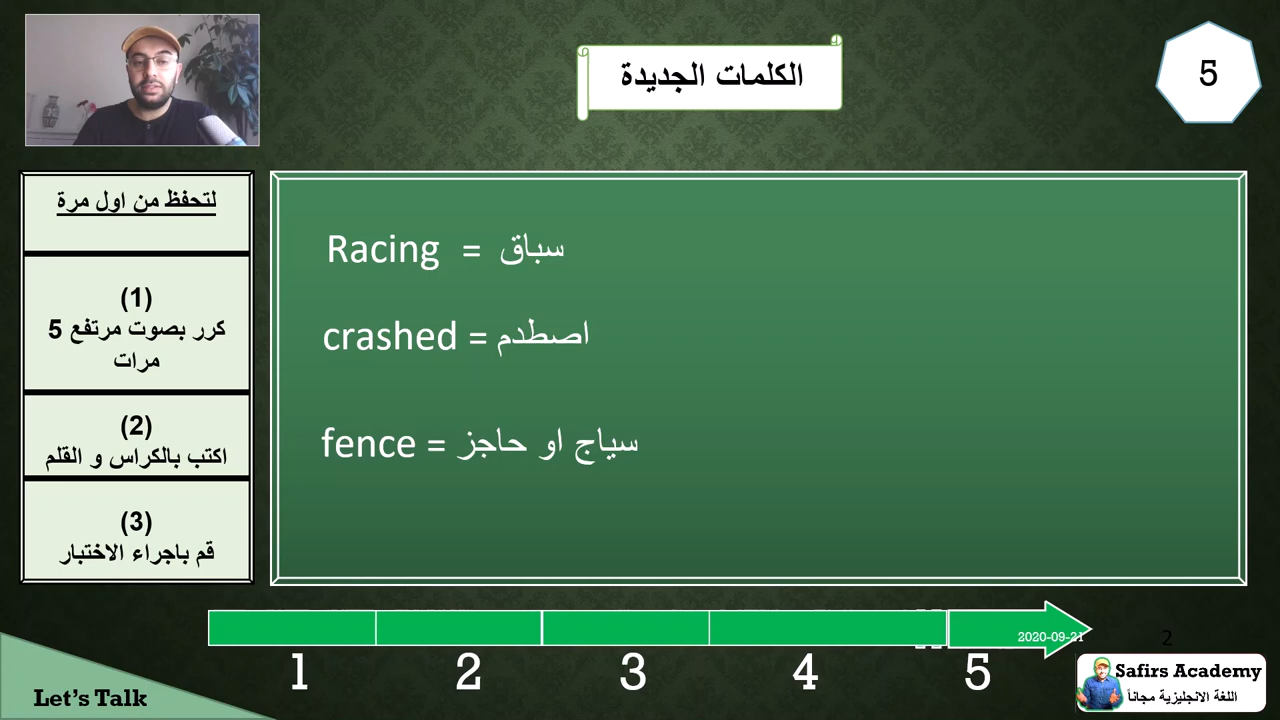 الكلمات الجديدة
5
لتحفظ من اول مرة
(1)
كرر بصوت مرتفع 5
مرات
(2)
اكتب بالكراس و القلم
(3)
قم باجراء الاختبار
Racing = سباق
crashed = اصطدم
fence = سياج او حاجز
2020-09-21
2
1 2 3 4 5
Let's Talk
Safirs Academy
اللغة الانجليزية مجاناً